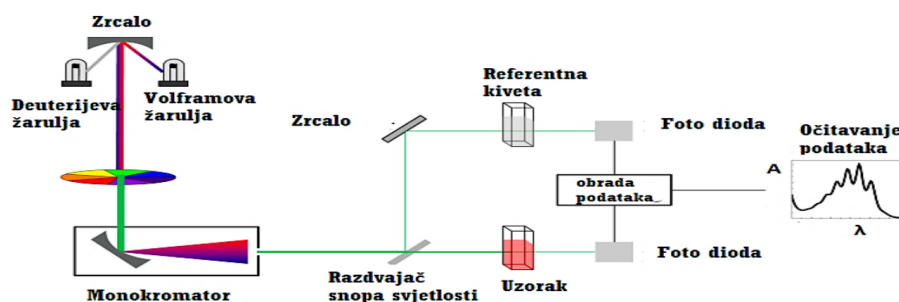 Zrcalo
Deuterijeva
žarulja
Volframova
žarulja
Monokromator
Zrcalo
Razdvajač
snopa svjetlosti
Referentna
kiveta
Uzorak
Foto dioda
obrada
podataka
Foto dioda
Očitavanje
podataka
A
λ